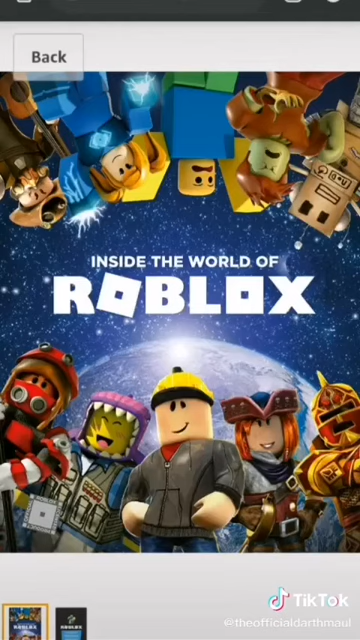 Back
INSIDE THE WORLD OF
ROBLOX
TikTok
@theofficialdarthmaul